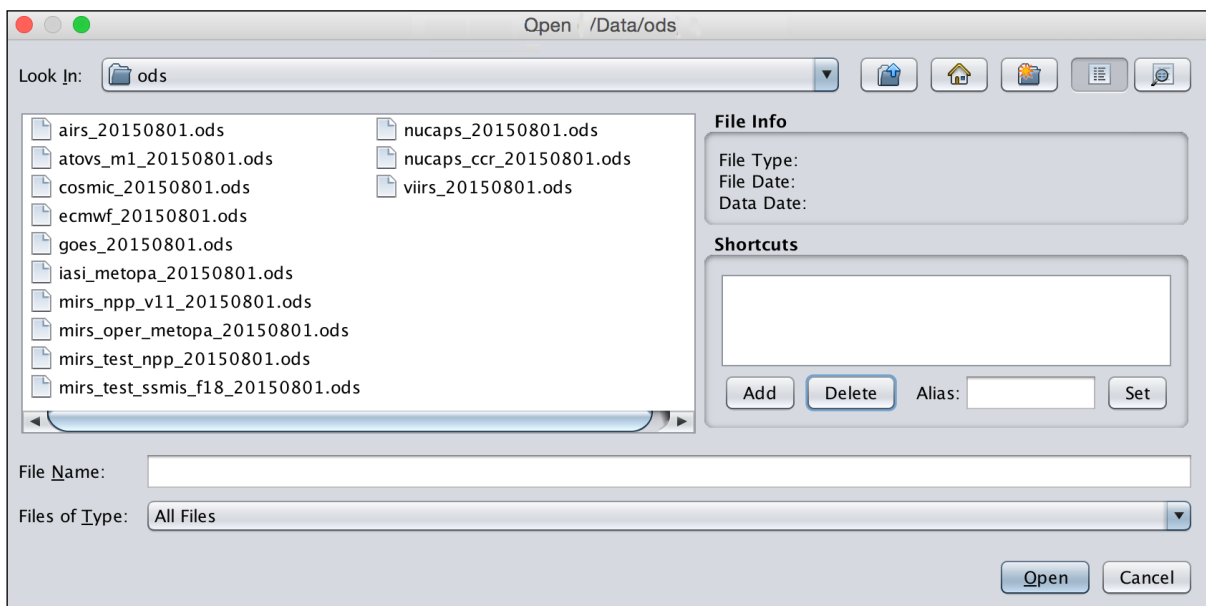 Open /Data/ods
Look In: ods
airs_20150801.ods
atovs_m1_20150801.ods
cosmic_20150801.ods
ecmwf_20150801.ods
goes_20150801.ods
iasi_metopa_20150801.ods
mirs_npp_v11_20150801.ods
mirs_oper_metopa_20150801.ods
mirs_test_npp_20150801.ods
mirs_test_ssmis_f18_20150801.ods
nucaps_20150801.ods
nucaps_ccr_20150801.ods
viirs_20150801.ods
File Info
File Type:
File Date:
Data Date:
Shortcuts
Add Delete Alias: Set
File Name:
Files of Type: All Files
Open Cancel